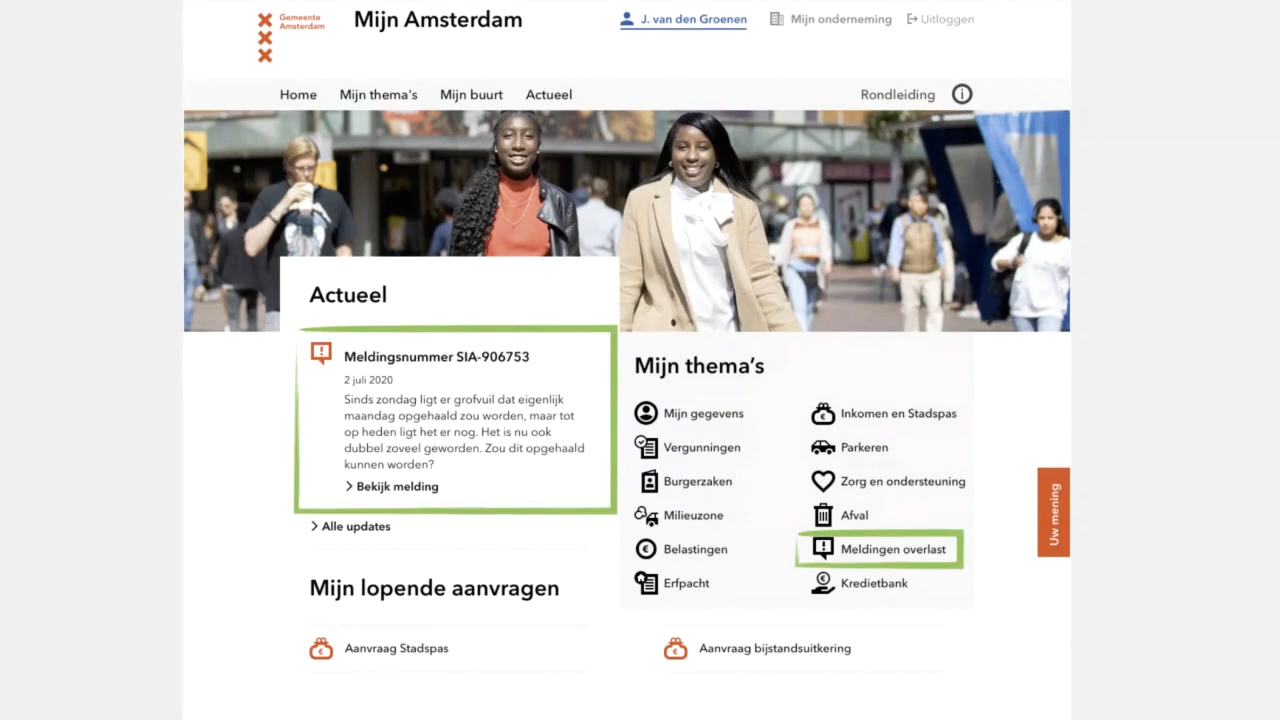 Gemeente
Amsterdam
Mijn Amsterdam
J. van den Groenen
Mijn onderneming
Uitloggen
Home
Mijn thema's
Mijn buurt
Actueel
Rondleiding
Actueel
Meldingsnummer SIA-906753
2 juli 2020
Sinds zondag ligt er grofvuil dat eigenlijk
maandag opgehaald zou worden, maar tot
op heden ligt het er nog. Het is nu ook
dubbel zoveel geworden. Zou dit opgehaald
kunnen worden?
Bekijk melding
Alle updates
Mijn thema’s
Mijn gegevens
Inkomen en Stadspas
Vergunningen
Parkeren
Burgerzaken
Zorg en ondersteuning
Milieuzone
Afval
Belastingen
Meldingen overlast
Erfpacht
Kredietbank
Uw mening
Mijn lopende aanvragen
Aanvraag Stadspas
Aanvraag bijstandsuitkering